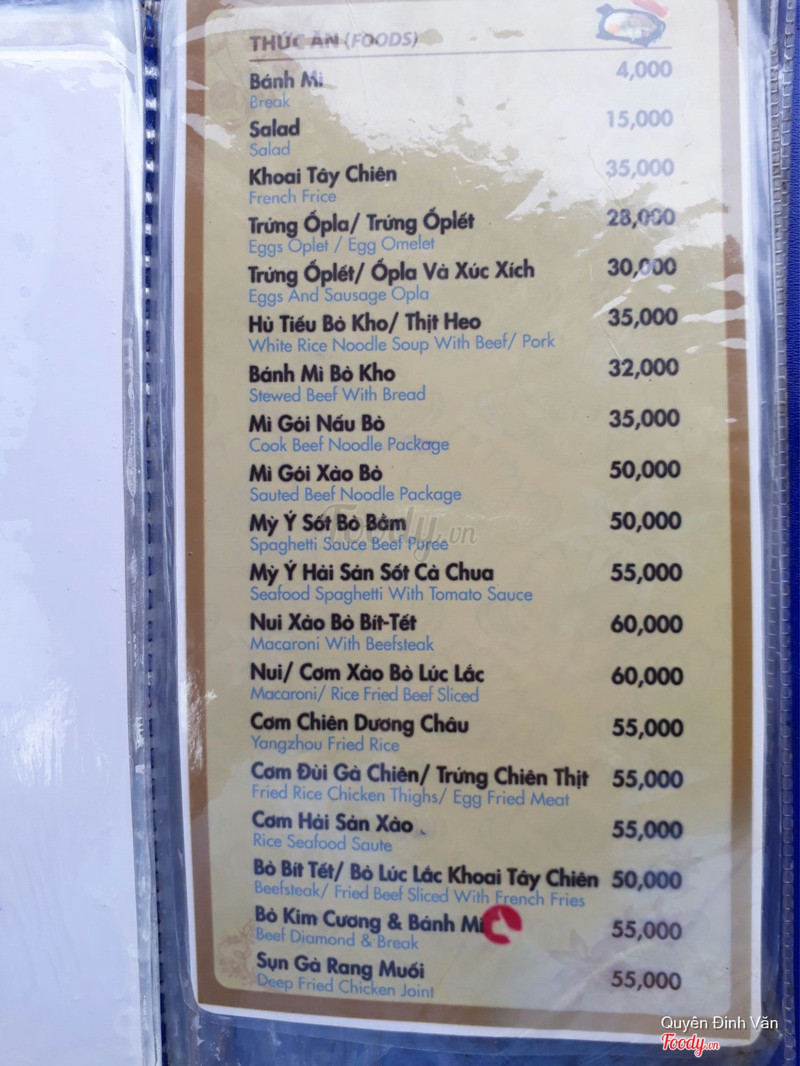 THỨC ĂN (FOODS)
Bánh Mì 4,000
Break
Salad 15,000
Salad
Khoai Tây Chiên 35,000
French Frice
Trứng Ốpla/ Trứng Ốplết 28,000
Eggs Oplet / Egg Omelet
Trứng Ốplết/ Ốpla Và Xúc Xích 30,000
Eggs And Sausage Opla
Hủ Tiếu Bò Kho/ Thịt Heo 35,000
White Rice Noodle Soup With Beef/ Pork
Bánh Mì Bò Kho 32,000
Stewed Beef With Bread
Mì Gói Nấu Bò 35,000
Cook Beef Noodle Package
Mì Gói Xào Bò 50,000
Sauted Beef Noodle Package
Mỳ Ý Sốt Bò Bằm 50,000
Spaghetti Sauce Beef Puree
Mỳ Ý Hải Sản Sốt Cà Chua 55,000
Seafood Spaghetti With Tomato Sauce
Nui Xào Bò Bít-Tết 60,000
Macaroni With Beefsteak
Nui/ Cơm Xào Bò Lúc Lắc 60,000
Macaroni/ Rice Fried Beef Sliced
Cơm Chiên Dương Châu 55,000
Yangzhou Fried Rice
Cơm Đùi Gà Chiên/ Trứng Chiên Thịt 55,000
Fried Rice Chicken Thighs/ Egg Fried Meat
Cơm Hải Sản Xào 55,000
Rice Seafood Saute
Bò Bít Tết/ Bò Lúc Lắc Khoai Tây Chiên 50,000
Beefsteak/ Fried Beef Sliced With French Fries
Bò Kim Cương & Bánh Mì 55,000
Beef Diamond & Break
Sụn Gà Rang Muối 55,000
Deep Fried Chicken Joint
Foody.vn
Quyên Đinh Văn
Foody.vn